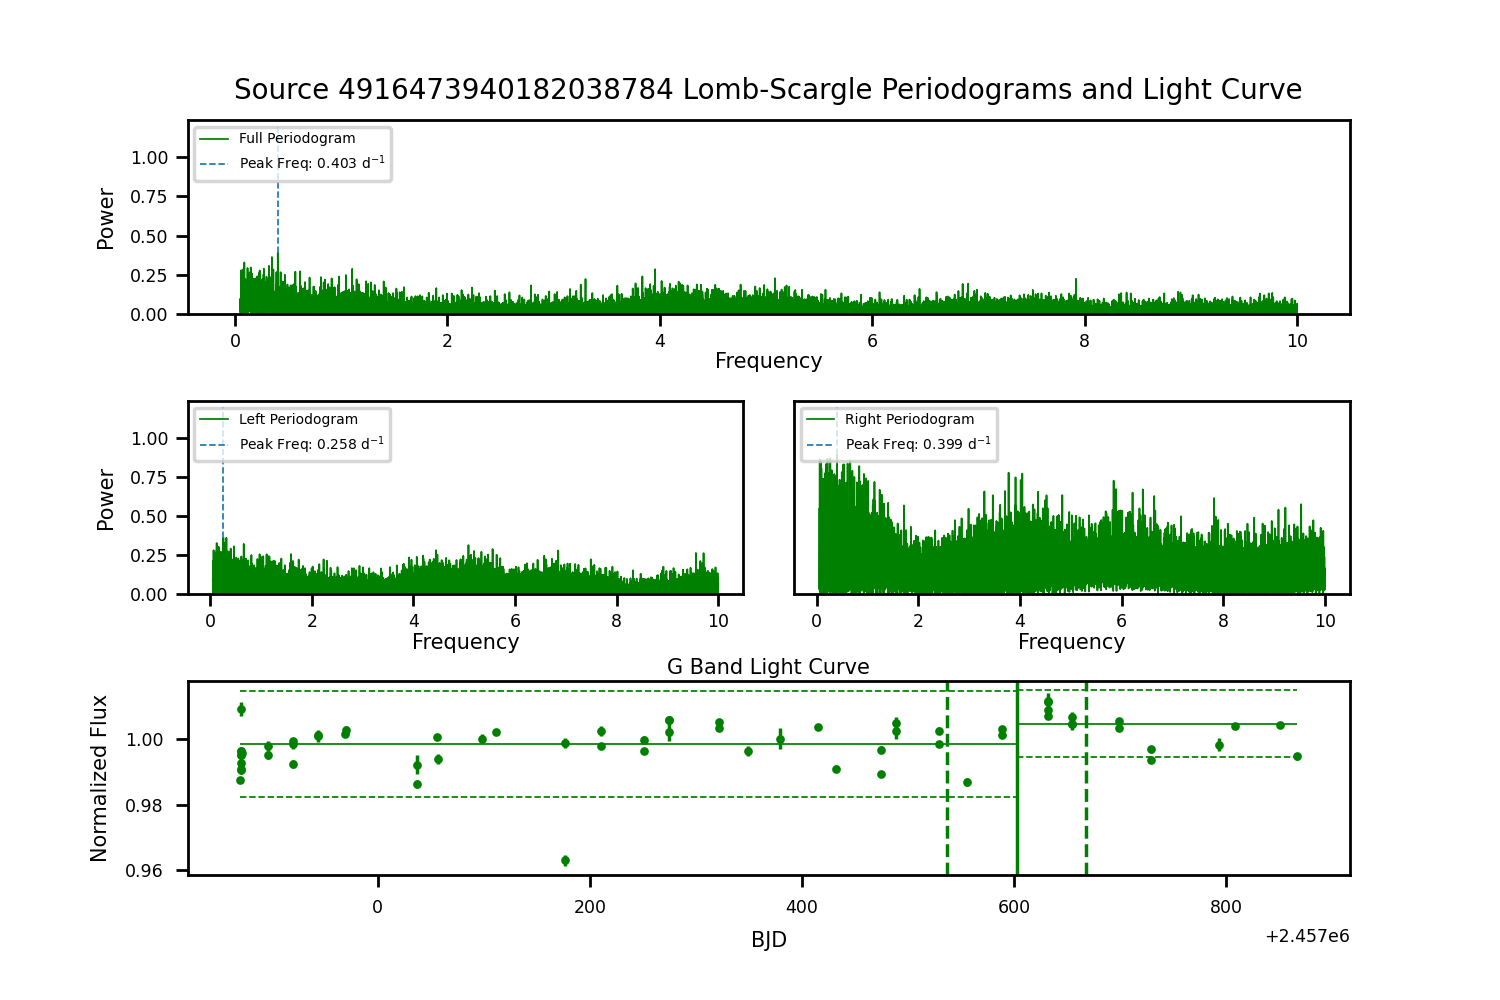 Source 4916473940182038784 Lomb-Scargle Periodograms and Light Curve
Full Periodogram
Peak Freq: 0.403 d⁻¹
Power
1.00
0.75
0.50
0.25
0.00
0 2 4 6 8 10
Frequency
Left Periodogram
Peak Freq: 0.258 d⁻¹
Power
1.00
0.75
0.50
0.25
0.00
0 2 4 6 8 10
Frequency
Right Periodogram
Peak Freq: 0.399 d⁻¹
0 2 4 6 8 10
Frequency
G Band Light Curve
Normalized Flux
1.00
0.98
0.96
0 200 400 600 800
BJD
+2.457e6